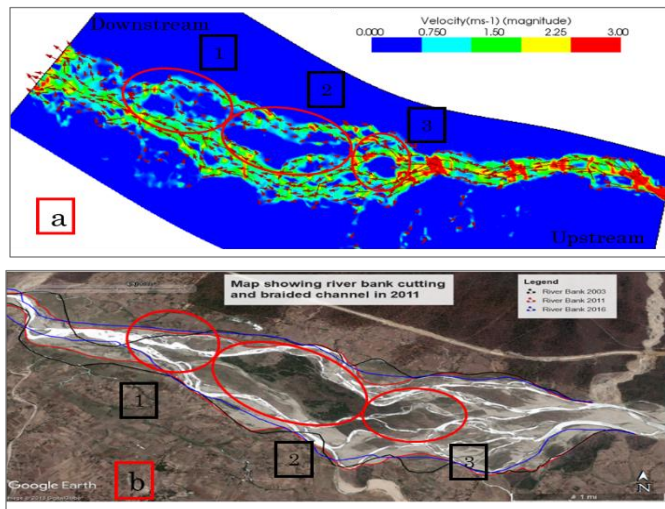 Downstream
Velocity(ms-1) (magnitude)
0.000 0.750 1.50 2.25 3.00
1
2
3
a
Upstream
Map showing river bank cutting
and braided channel in 2011
Legend
River Bank 2003
River Bank 2011
River Bank 2016
1
2
3
b
Google Earth
1 mi
N